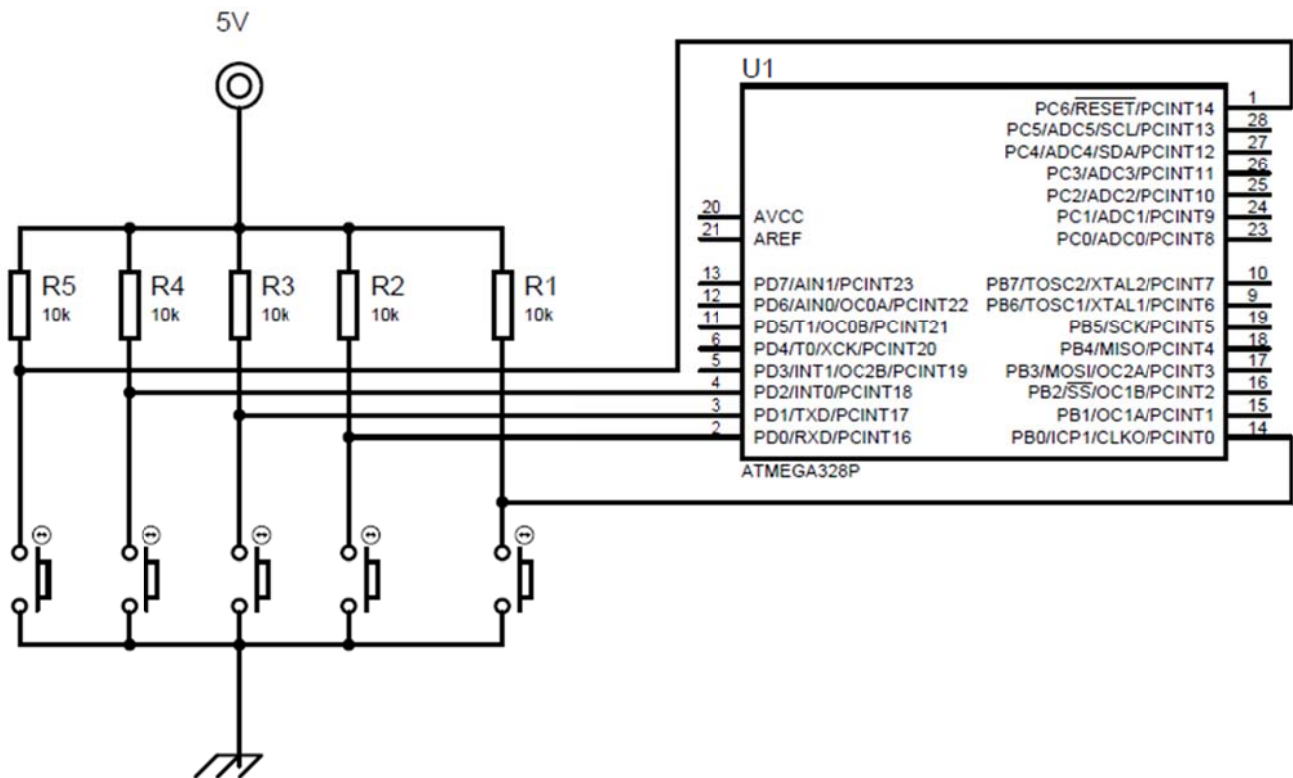 5V
U1
R5
10k
R4
10k
R3
10k
R2
10k
R1
10k
20
AVCC
21
AREF
13
PD7/AIN1/PCINT23
12
PD6/AIN0/OC0A/PCINT22
11
PD5/T1/OC0B/PCINT21
6
PD4/T0/XCK/PCINT20
5
PD3/INT1/OC2B/PCINT19
4
PD2/INT0/PCINT18
3
PD1/TXD/PCINT17
2
PD0/RXD/PCINT16
PC6/RESET/PCINT14
1
PC5/ADC5/SCL/PCINT13
28
PC4/ADC4/SDA/PCINT12
27
PC3/ADC3/PCINT11
26
PC2/ADC2/PCINT10
25
PC1/ADC1/PCINT9
24
PC0/ADC0/PCINT8
23
PB7/TOSC2/XTAL2/PCINT7
10
PB6/TOSC1/XTAL1/PCINT6
9
PB5/SCK/PCINT5
19
PB4/MISO/PCINT4
18
PB3/MOSI/OC2A/PCINT3
17
PB2/SS/OC1B/PCINT2
16
PB1/OC1A/PCINT1
15
PB0/ICP1/CLKO/PCINT0
14
ATMEGA328P